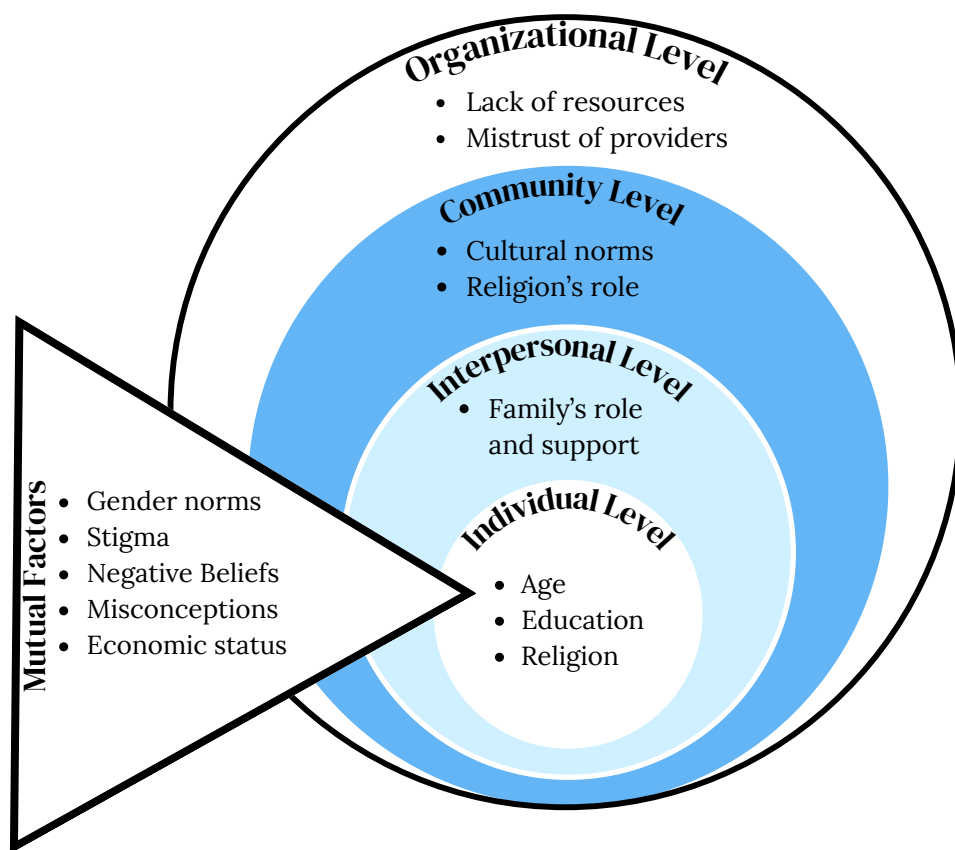 Organizational Level
• Lack of resources
• Mistrust of providers
Community Level
• Cultural norms
• Religion’s role
Interpersonal Level
• Family’s role
and support
Individual Level
• Age
• Education
• Religion
Mutual Factors
• Gender norms
• Stigma
• Negative Beliefs
• Misconceptions
• Economic status